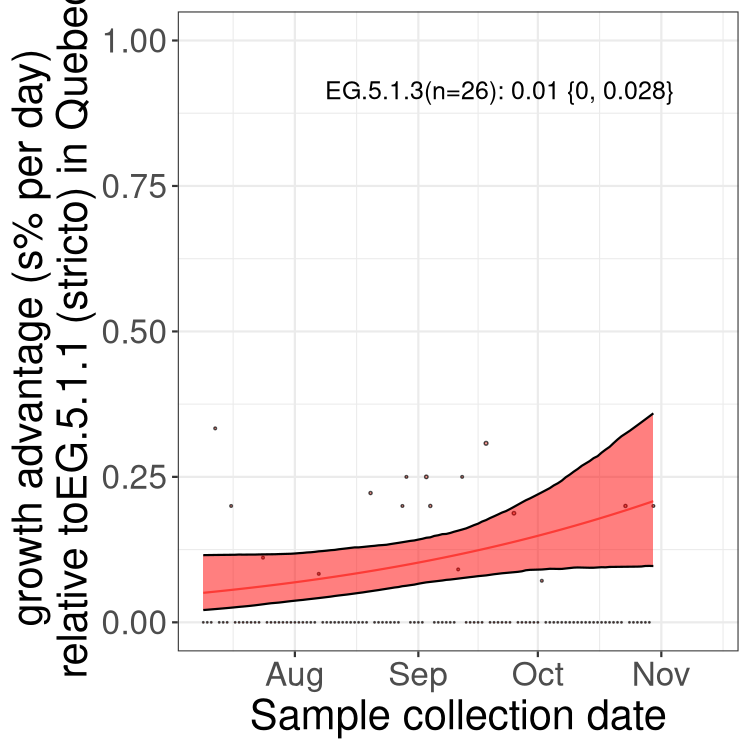 growth advantage (s% per day)
relative toEG.5.1.1 (stricto) in Quebec
1.00
0.75
0.50
0.25
0.00
EG.5.1.3(n=26): 0.01 {0, 0.028}
Aug Sep Oct Nov
Sample collection date